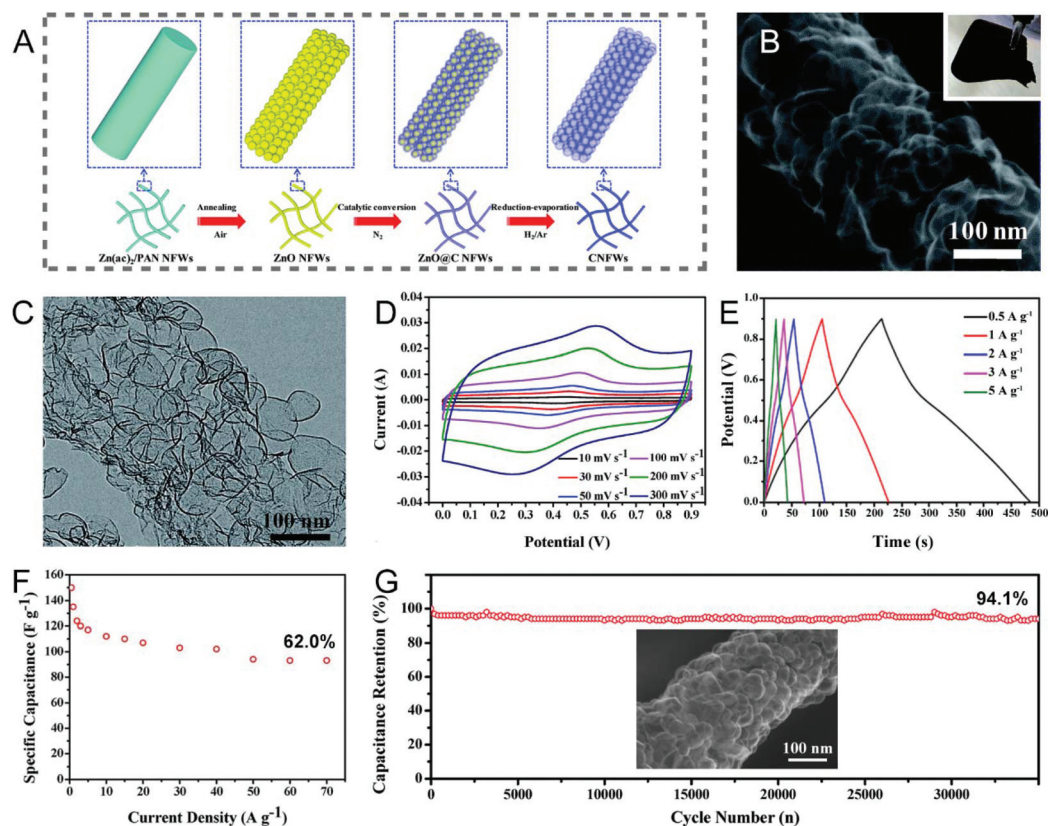 A
Annealing
Air
Catalytic conversion
N₂
Reduction-evaporation
H₂/Ar
Zn(ac)₂/PAN NFWs
ZnO NFWs
ZnO@C NFWs
CNFWs
B
100 nm
C
100 nm
D
Current (A)
0.04
0.03
0.02
0.01
0.00
-0.01
-0.02
-0.03
-0.04
10 mV s⁻¹
100 mV s⁻¹
30 mV s⁻¹
200 mV s⁻¹
50 mV s⁻¹
300 mV s⁻¹
0.0 0.1 0.2 0.3 0.4 0.5 0.6 0.7 0.8 0.9
Potential (V)
E
Potential (V)
1.0
0.8
0.6
0.4
0.2
0.0
0.5 A g⁻¹
1 A g⁻¹
2 A g⁻¹
3 A g⁻¹
5 A g⁻¹
0 50 100 150 200 250 300 350 400 450 500
Time (s)
F
Specific Capacitance (F g⁻¹)
160
140
120
100
80
60
40
20
0
62.0%
0 10 20 30 40 50 60 70
Current Density (A g⁻¹)
G
Capacitance Retention (%)
120
100
80
60
40
20
0
94.1%
100 nm
0 5000 10000 15000 20000 25000 30000
Cycle Number (n)